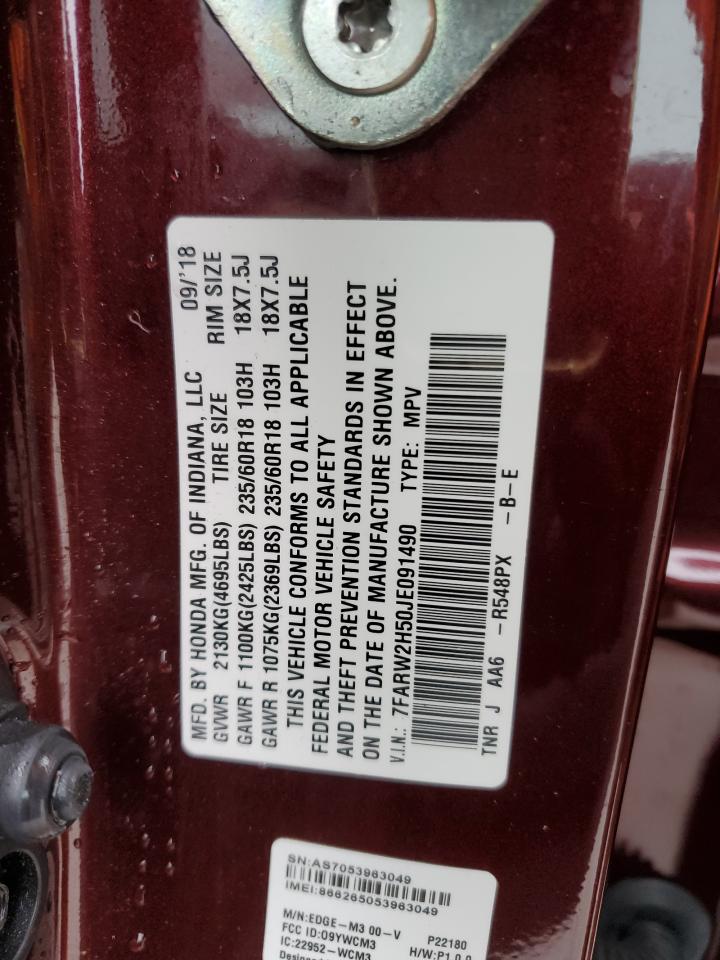 MFD. BY HONDA MFG. OF INDIANA, LLC 09/'18
GVWR 2130KG(4695LBS) TIRE SIZE RIM SIZE
GAWR F 1100KG(2425LBS) 235/60R18 103H 18X7.5J
GAWR R 1075KG(2369LBS) 235/60R18 103H 18X7.5J
THIS VEHICLE CONFORMS TO ALL APPLICABLE
FEDERAL MOTOR VEHICLE SAFETY
AND THEFT PREVENTION STANDARDS IN EFFECT
ON THE DATE OF MANUFACTURE SHOWN ABOVE.
V.I.N.: 7FARW2H50JE091490 TYPE: MPV
TNR J AA6 -R548PX -B-E
SN:AS7053963049
IMEI:866265053963049
M/N:EDGE-M3 00-V P22180
FCC ID:O9YWCM3 H/W:P1.0.0
IC:22952-WCM3
Designed